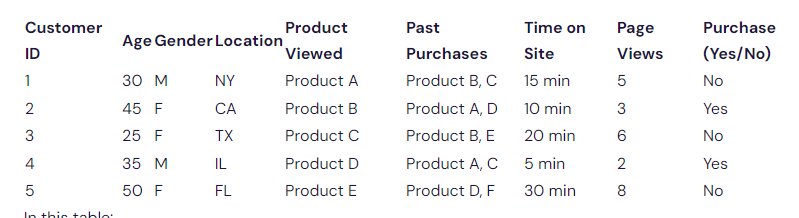 Customer ID Age Gender Location Product Viewed Past Purchases Time on Site Page Views Purchase (Yes/No)
1 30 M NY Product A Product B, C 15 min 5 No
2 45 F CA Product B Product A, D 10 min 3 Yes
3 25 F TX Product C Product B, E 20 min 6 No
4 35 M IL Product D Product A, C 5 min 2 Yes
5 50 F FL Product E Product D, F 30 min 8 No
In this table: